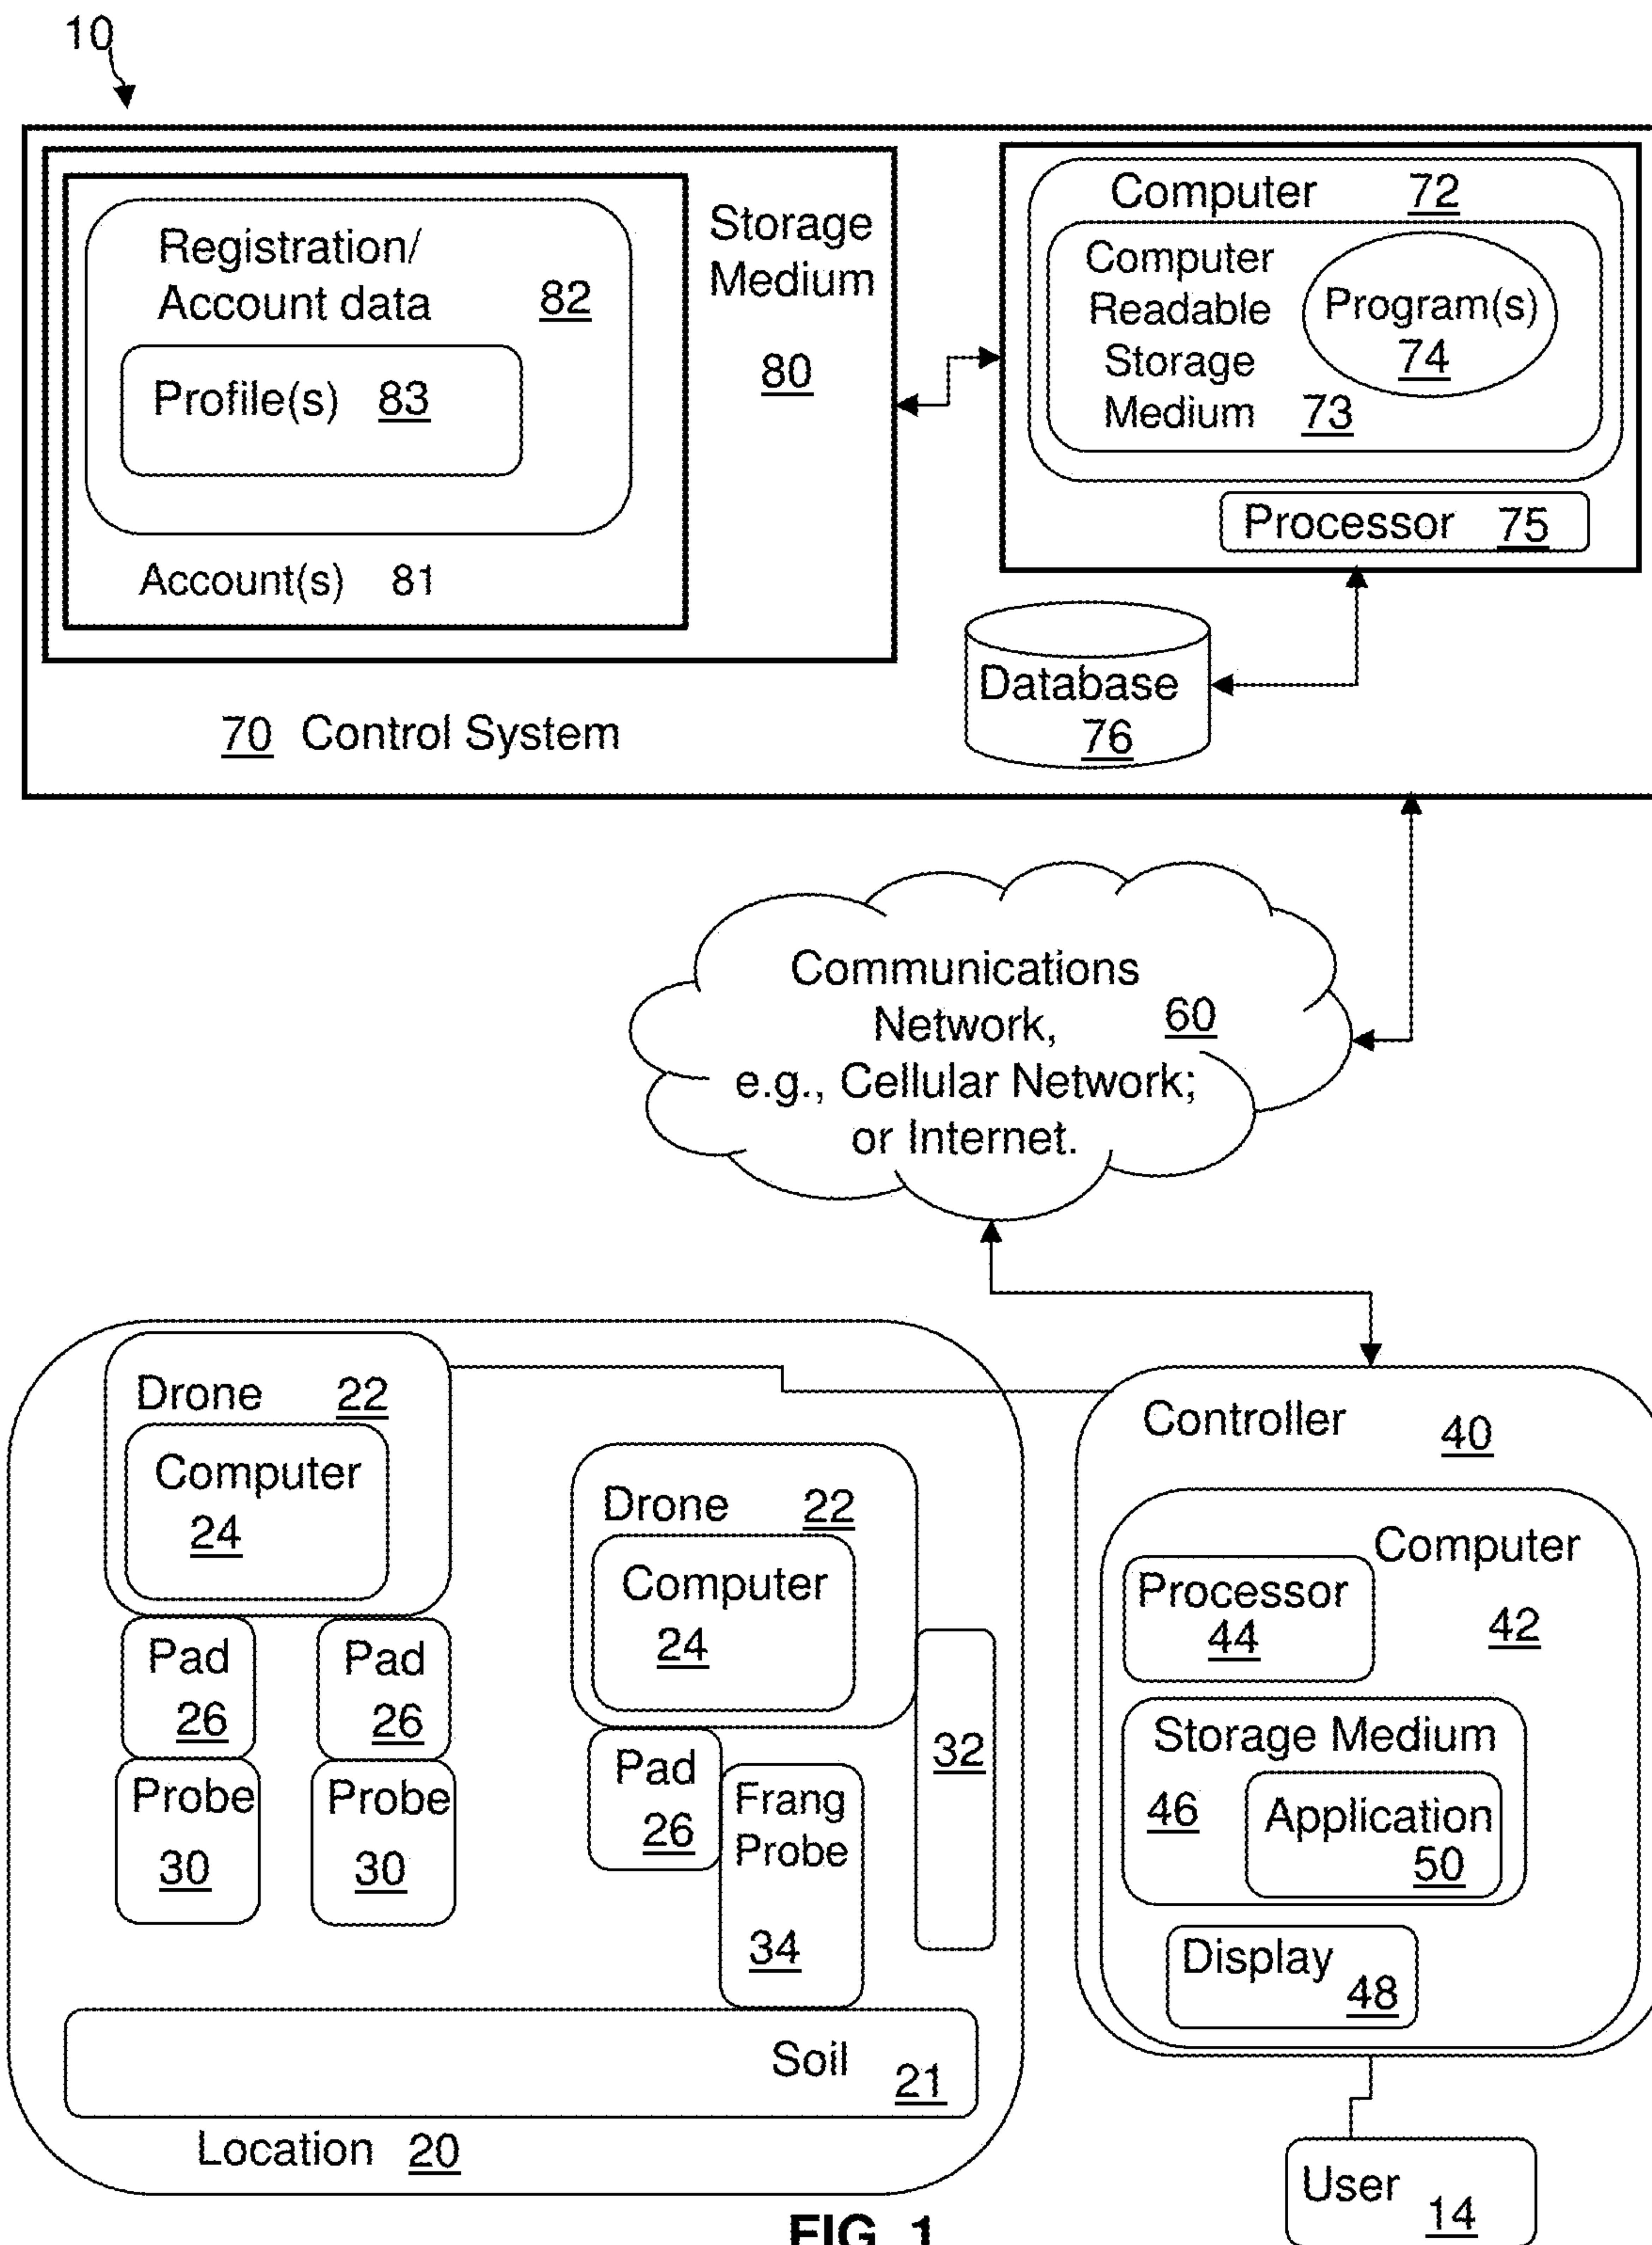 10
Registration/
Account data 82
Profile(s) 83
Account(s) 81
Storage
Medium
80
Computer 72
Computer
Readable
Storage
Medium 73
Program(s)
74
Processor 75
Database
76
70 Control System
Communications
Network, 60
e.g., Cellular Network;
or Internet.
Drone 22
Computer
24
Pad
26
Pad
26
Probe
30
Probe
30
Drone 22
Computer
24
Pad
26
Frang
Probe
34
32
Soil 21
Location 20
Controller 40
Computer
42
Processor
44
Storage Medium
46
Application
50
Display
48
User 14
FIG. 1